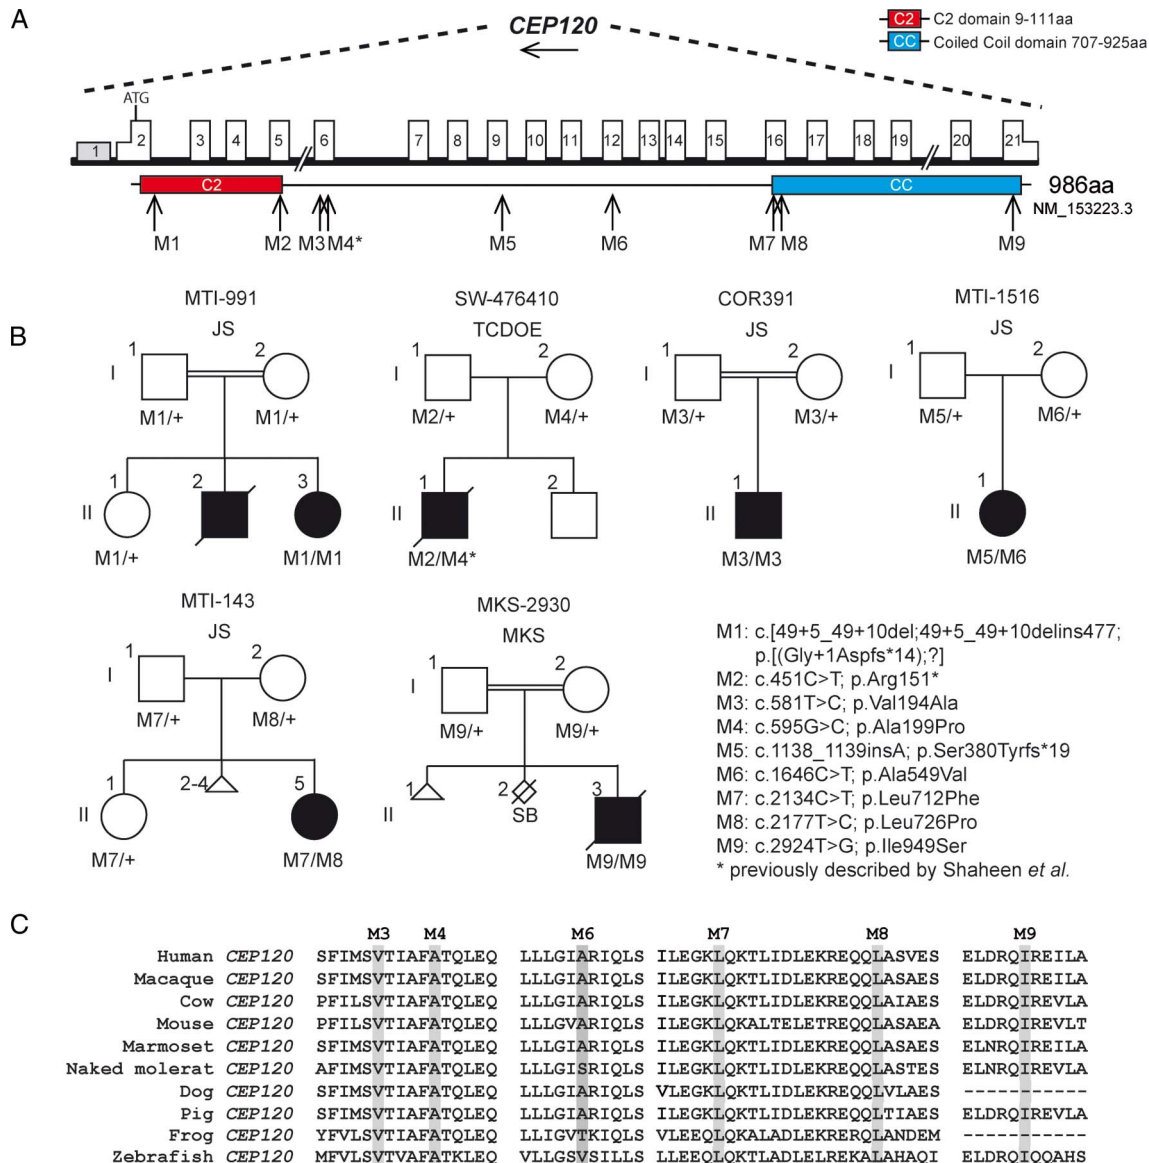 A
CEP120
C2 C2 domain 9-111aa
CC Coiled Coil domain 707-925aa
ATG
1 2 3 4 5 6 7 8 9 10 11 12 13 14 15 16 17 18 19 20 21
C2 CC 986aa
NM_153223.3
M1 M2 M3 M4* M5 M6 M7 M8 M9
B
MTI-991
JS
1 2
I
M1/+ M1/+
1 2 3
II
M1/+ M1/M1
SW-476410
TCDOE
1 2
I
M2/+ M4/+
1 2
II
M2/M4*
COR391
JS
1 2
I
M3/+ M3/+
1
II
M3/M3
MTI-1516
JS
1 2
I
M5/+ M6/+
1
II
M5/M6
MTI-143
JS
1 2
I
M7/+ M8/+
1 2-4 5
II
M7/+ M7/M8
MKS-2930
MKS
1 2
I
M9/+ M9/+
1 2 3
II
SB
M9/M9
M1: c.[49+5_49+10del;49+5_49+10delins477;
p.[(Gly+1Aspfs*14);?]
M2: c.451C>T; p.Arg151*
M3: c.581T>C; p.Val194Ala
M4: c.595G>C; p.Ala199Pro
M5: c.1138_1139insA; p.Ser380Tyrfs*19
M6: c.1646C>T; p.Ala549Val
M7: c.2134C>T; p.Leu712Phe
M8: c.2177T>C; p.Leu726Pro
M9: c.2924T>G; p.Ile949Ser
* previously described by Shaheen et al.
C
M3 M4 M6 M7 M8 M9
Human CEP120 SFIMSVTIAFATQLEQ LLLGIARIQLS ILEGKLQKTLIDLEKREQQLASVES ELDRQIREILA
Macaque CEP120 SFIMSVTIAFATQLEQ LLLGIARIQLS ILEGKLQKTLIDLEKREQQLASAES ELDRQIREILA
Cow CEP120 PFILSVTIAFATQLEQ LLLGIARIQLS ILEGKLQKTLIDLEKREQQLAIAES ELDRQIREVLA
Mouse CEP120 PFILSVTIAFATQLEQ LLLGVARIQLS ILEGKLQKALTELETREQQLASAEA ELDRQIREVLT
Marmoset CEP120 SFIMSVTIAFATQLEQ LLLGIARIQLS ILEGKLQKTLIDLEKREQQLASAES ELNRQIREILA
Naked molerat CEP120 AFIMSVTIAFATQLEQ LLLGISRIQLS ILEGKLQKTLIDLEKREQQLASTES ELNRQIREVLA
Dog CEP120 SFIMSVTIAFATQLEQ LLLGIARIQLS VLEGKLQKTLIDLEKREQQLVLAES -----------
Pig CEP120 SFIMSVTIAFATQLEQ LLLGIARIQLS ILEGKLQKTLIDLEKREQQLTIAES ELDRQIREVLA
Frog CEP120 YFVLSVTIAFATQLEQ LLIGVTKIQLS VLEEQLQKALADLEKRERQLANDEM -----------
Zebrafish CEP120 MFVLSVTVAFATKLEQ VLLGSVSVSILS LLEEQLQKTLADLELREKALAHAQI ELDRQIQQAHS